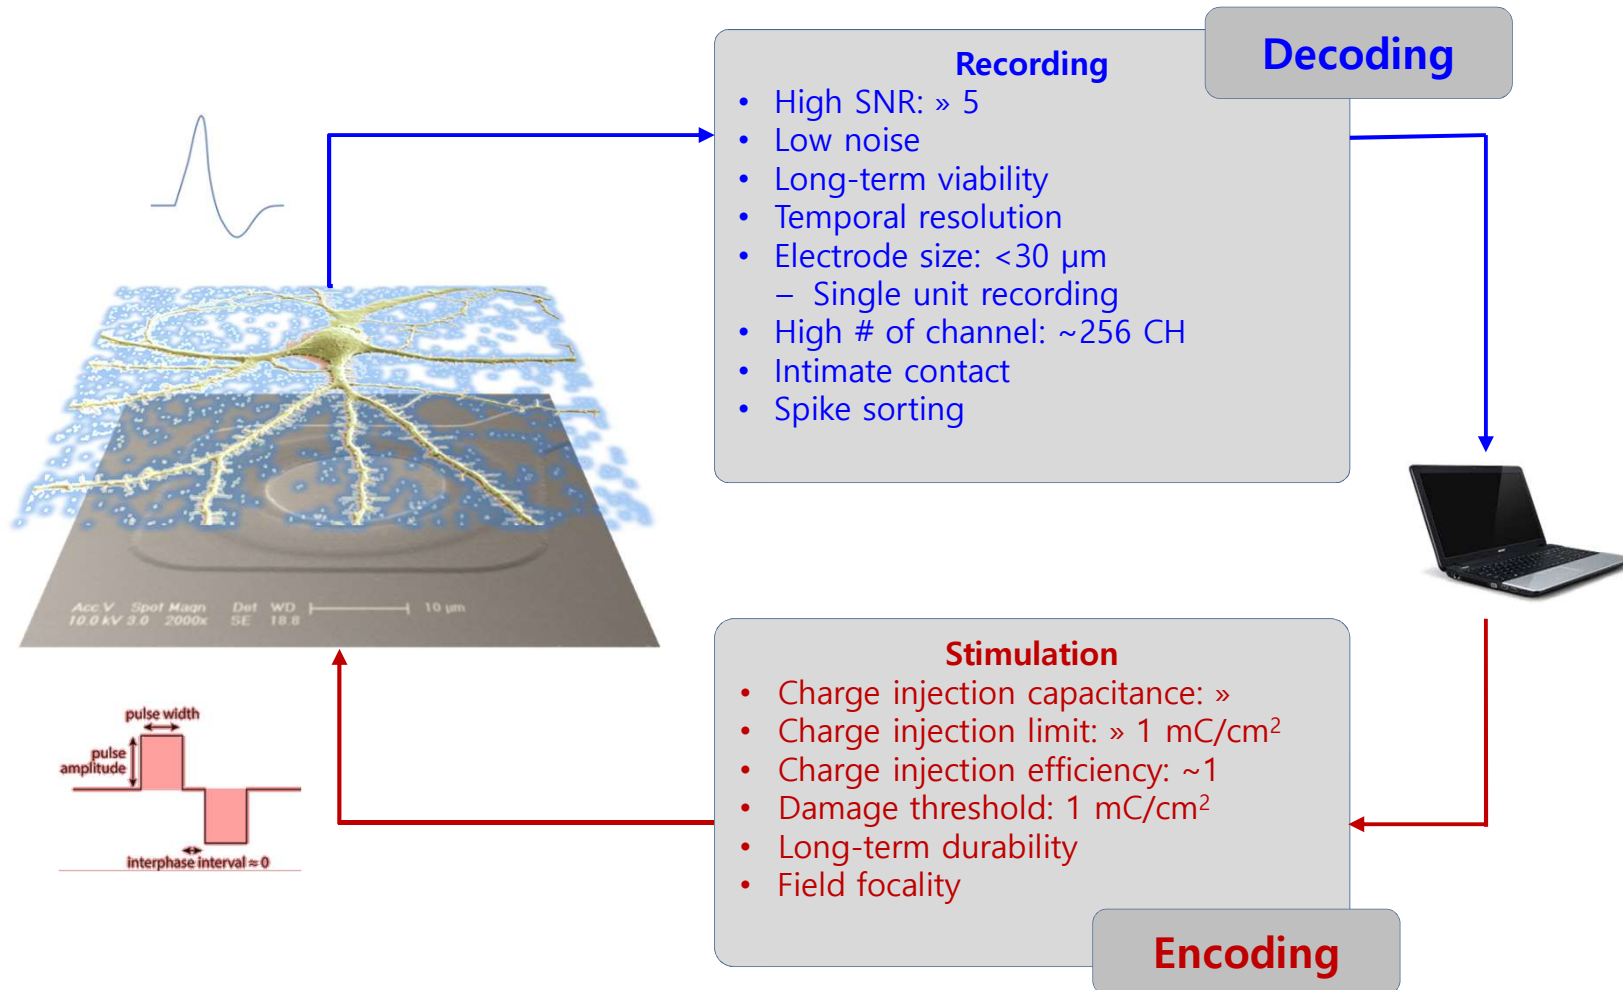 Decoding
Recording
• High SNR: » 5
• Low noise
• Long-term viability
• Temporal resolution
• Electrode size: <30 μm
– Single unit recording
• High # of channel: ~256 CH
• Intimate contact
• Spike sorting
Acc.V Spot Magn Det WD 10 μm
10.0 kV 3.0 2000x SE 18.8
Stimulation
• Charge injection capacitance: »
• Charge injection limit: » 1 mC/cm²
• Charge injection efficiency: ~1
• Damage threshold: 1 mC/cm²
• Long-term durability
• Field focality
Encoding
pulse width
pulse
amplitude
interphase interval ≈ 0